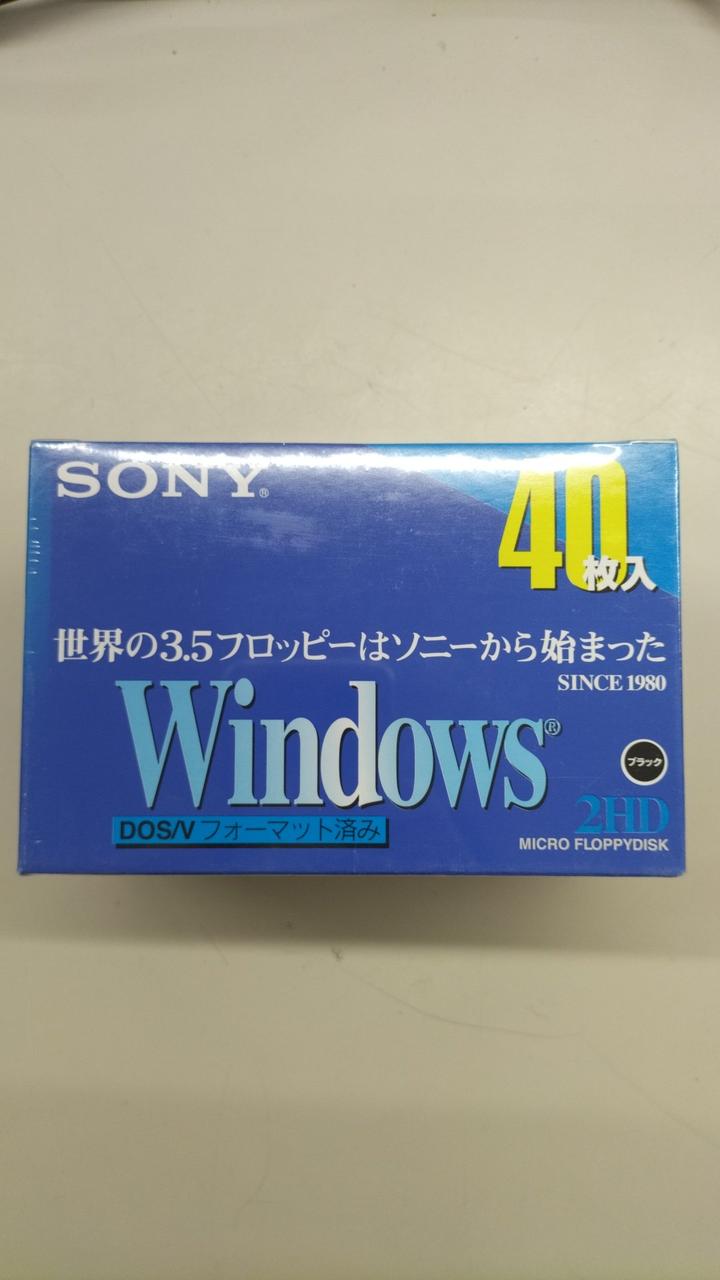 SONY®
40枚入
世界の3.5フロッピーはソニーから始まった
SINCE 1980
Windows®
ブラック
DOS/V フォーマット済み
2HD
MICRO FLOPPYDISK